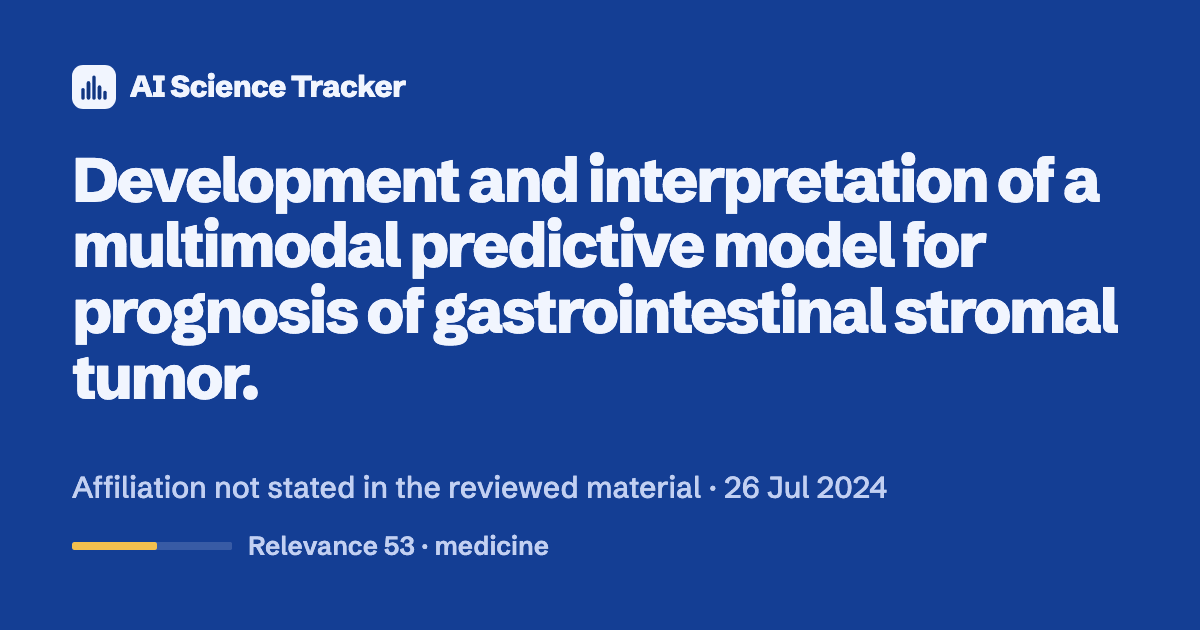 AI Science Tracker
Development and interpretation of a
multimodal predictive model for
prognosis of gastrointestinal stromal
tumor.
Affiliation not stated in the reviewed material · 26 Jul 2024
Relevance 53 · medicine